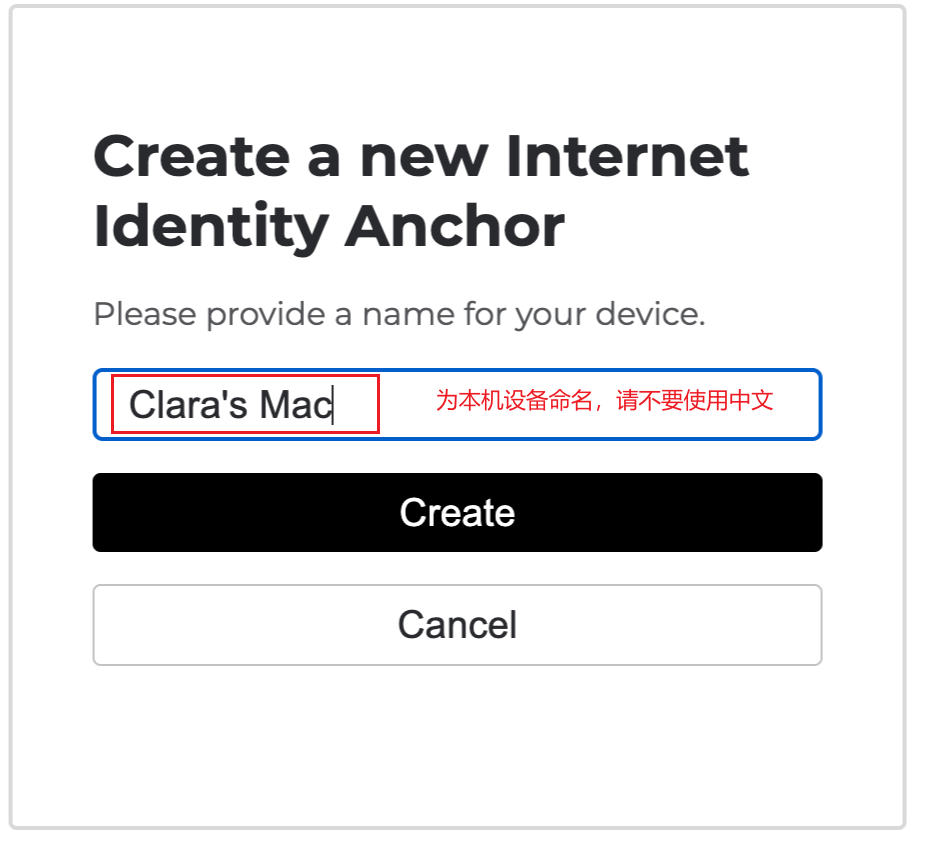 Create a new Internet
Identity Anchor
Please provide a name for your device.
Clara's Mac
为本机设备命名，请不要使用中文
Create
Cancel